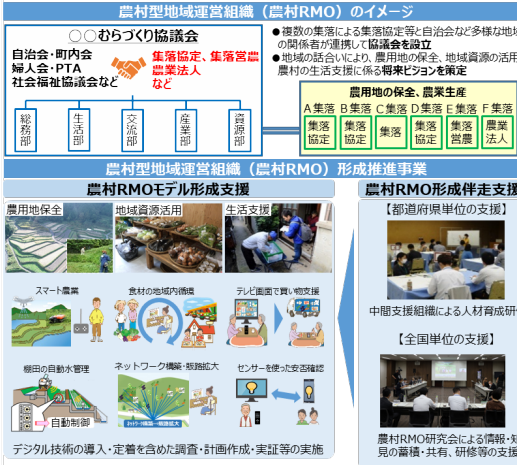 農村型地域運営組織（農村RMO）のイメージ
○○むらづくり協議会
自治会・町内会
婦人会・PTA
社会福祉協議会など
集落協定、集落営農
農業法人
など
総務部
生活部
交流部
産業部
資源部
●複数の集落による集落協定等と自治会など多様な地域
の関係者が連携して協議会を設立
●地域の話合いにより、農用地の保全、地域資源の活用
農村の生活支援に係る将来ビジョンを策定
農用地の保全、農業生産
A集落 B集落 C集落 D集落 E集落 F集落
集落協定 集落協定 集落 集落協定 集落営農 農業法人
農村型地域運営組織（農村RMO）形成推進事業
農村RMOモデル形成支援
農用地保全
地域資源活用
生活支援
スマート農業
食材の地域内循環
テレビ画面で買い物支援
棚田の自動水管理
ネットワーク構築・販路拡大
センサーを使った安否確認
自動制御
ネットワーク構築・販路拡大
デジタル技術の導入・定着を含めた調査・計画作成・実証等の実施
農村RMO形成伴走支援
【都道府県単位の支援】
中間支援組織による人材育成研
【全国単位の支援】
農村RMO研究会による情報・知
見の蓄積・共有、研修等の支援